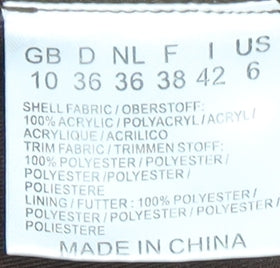 GB D NL F I US
10 36 36 38 42 6
SHELL FABRIC / OBERSTOFF:
100% ACRYLIC / POLYACRYL / ACRYL /
ACRYLIQUE / ACRILICO
TRIM FABRIC / TRIMMEN STOFF:
100% POLYESTER / POLYESTER /
POLYESTER /POLYESTER /
POLIESTERE
LINING / FUTTER : 100% POLYESTER /
POLYESTER / POLYESTER / POLYESTER /
POLIESTERE
MADE IN CHINA